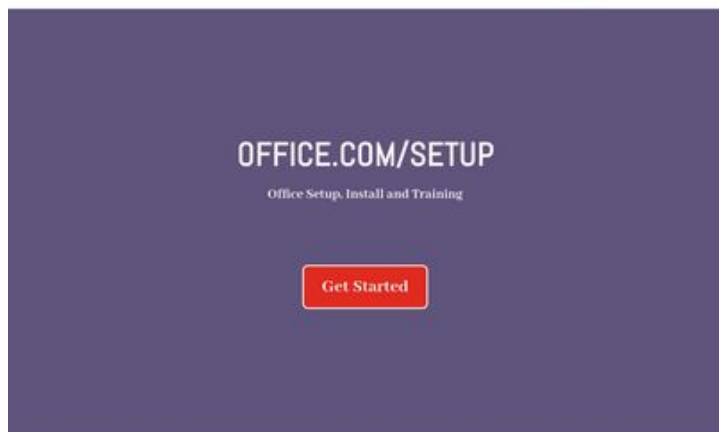 OFFICE.COM/SETUP
Office Setup, Install and Training
Get Started